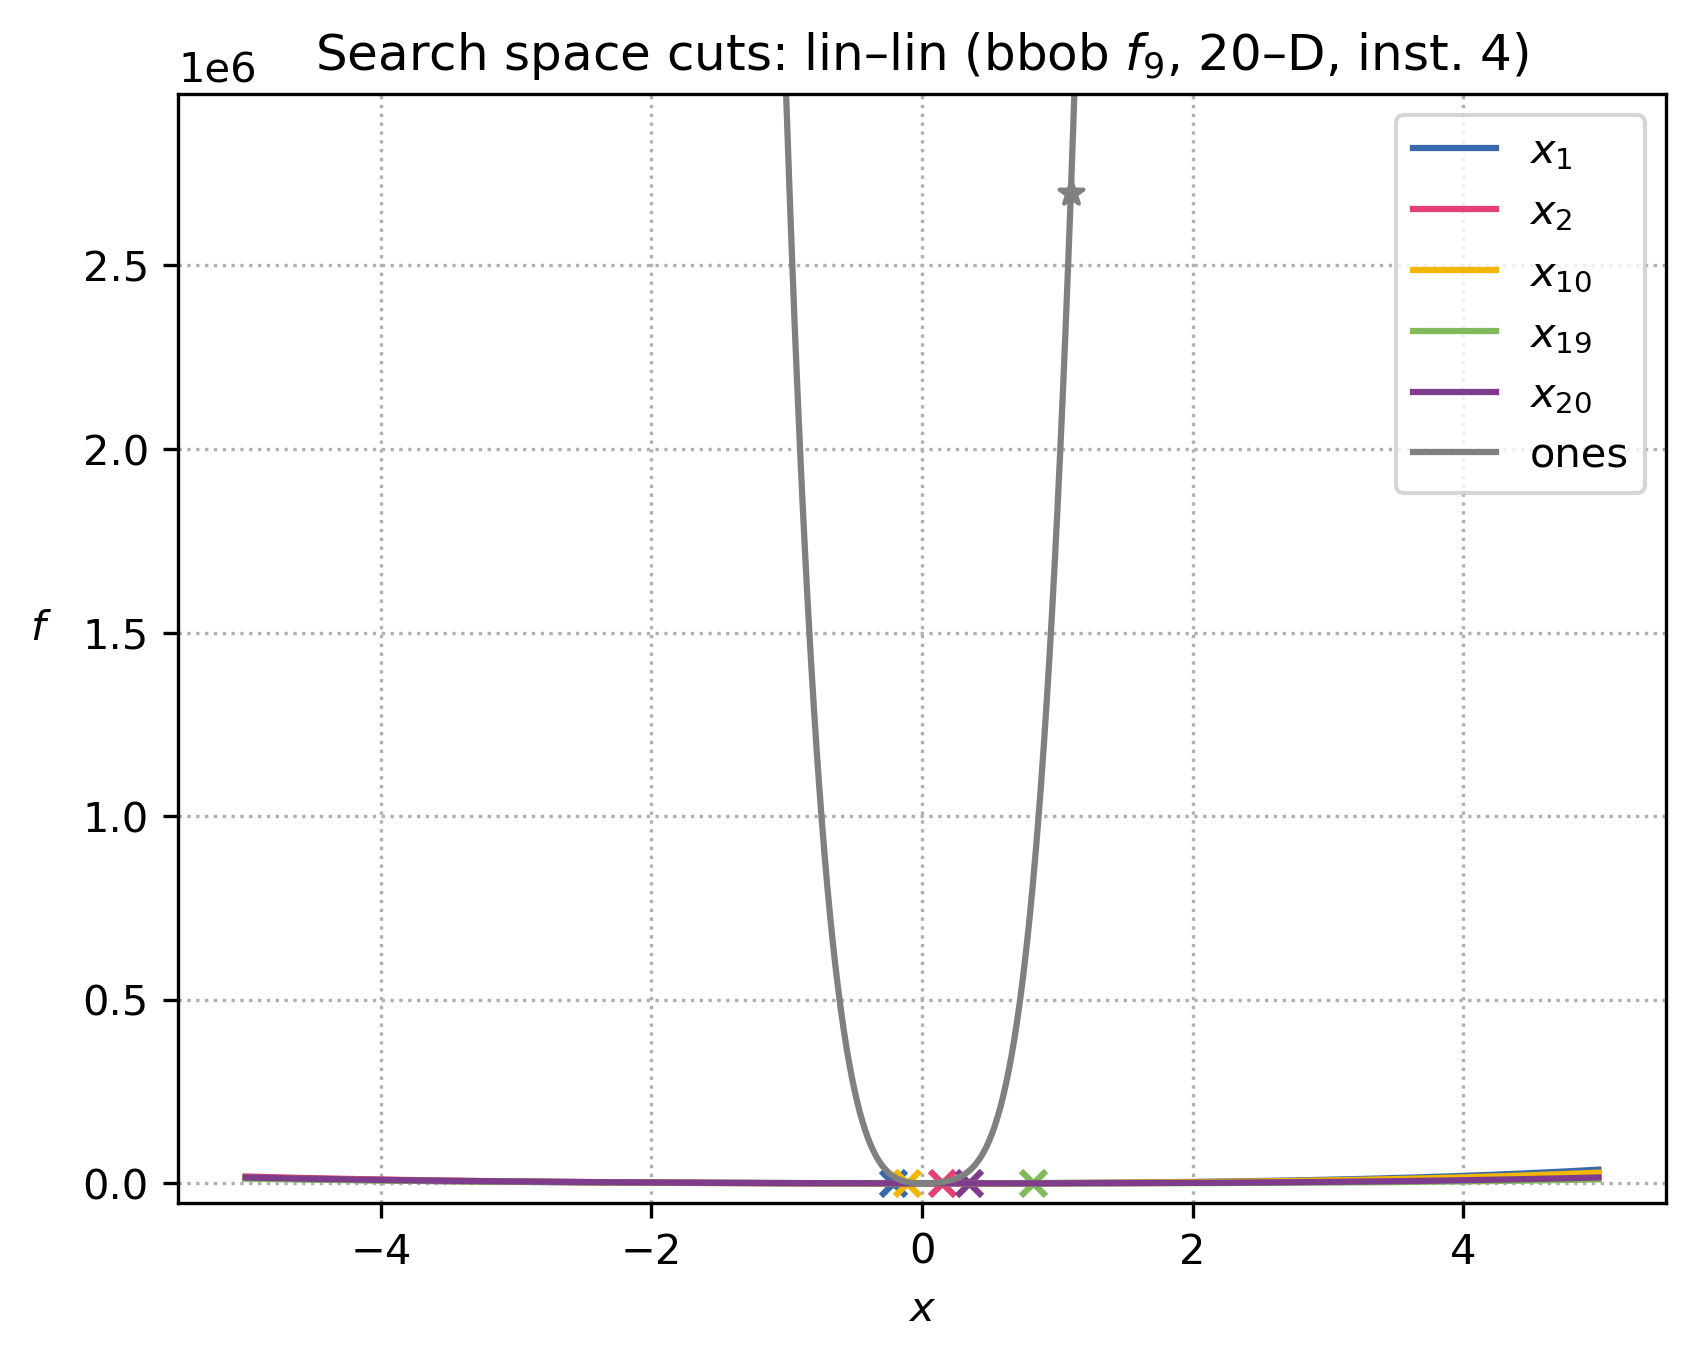 Search space cuts: lin–lin (bbob f₉, 20–D, inst. 4)
1e6
2.5
2.0
1.5
1.0
0.5
0.0
f
−4
−2
0
2
4
x
x₁
x₂
x₁₀
x₁₉
x₂₀
ones